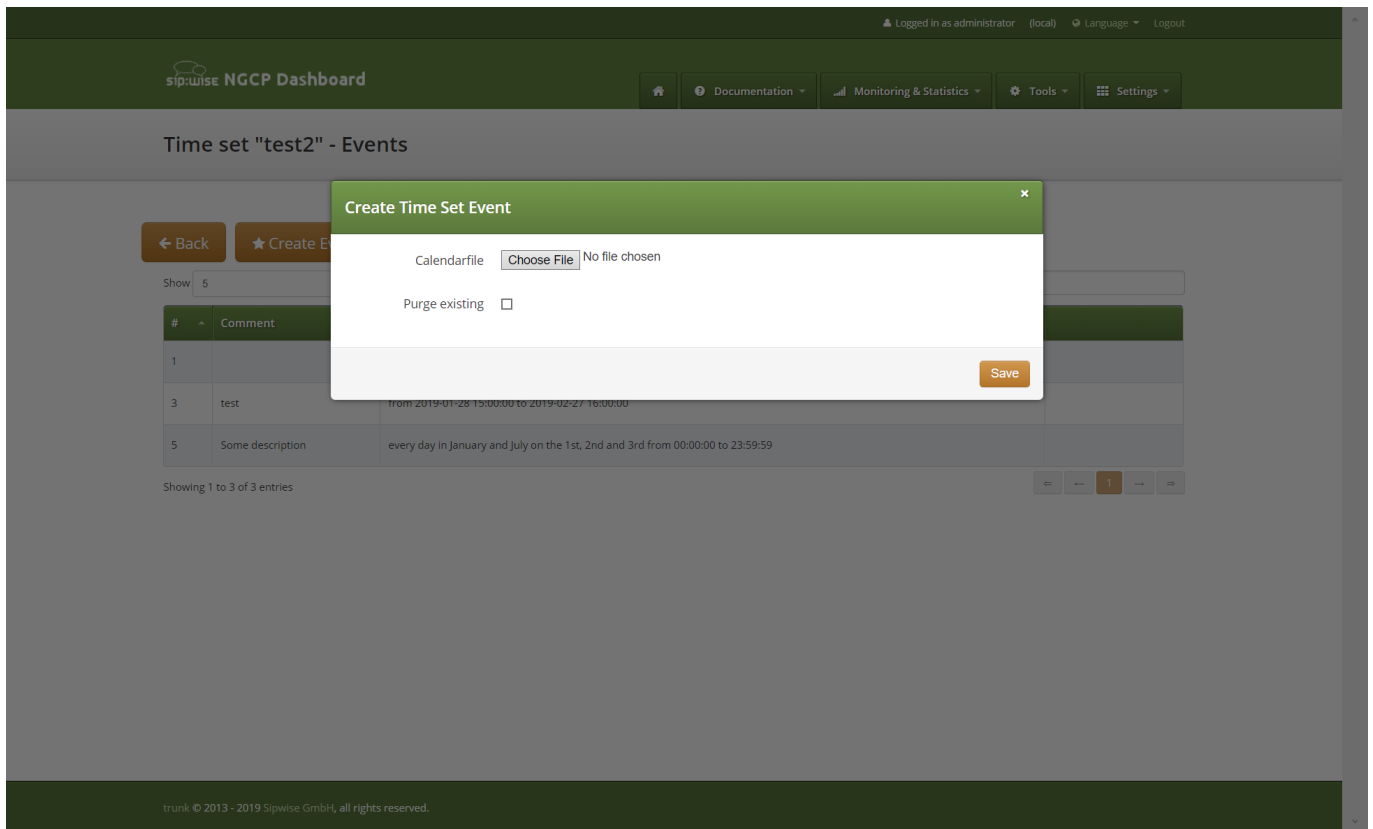 Logged in as administrator (local) Language Logout
sip:wise NGCP Dashboard
Documentation Monitoring & Statistics Tools Settings
Time set "test2" - Events
Create Time Set Event
Back Create
Calendarfile Choose File No file chosen
Show 5
Purge existing
# Comment
1
Save
3 test from 2019-01-28 15:00:00 to 2019-02-27 16:00:00
5 Some description every day in January and July on the 1st, 2nd and 3rd from 00:00:00 to 23:59:59
Showing 1 to 3 of 3 entries ⇐ ← 1 → ⇒
trunk © 2013 - 2019 Sipwise GmbH, all rights reserved.